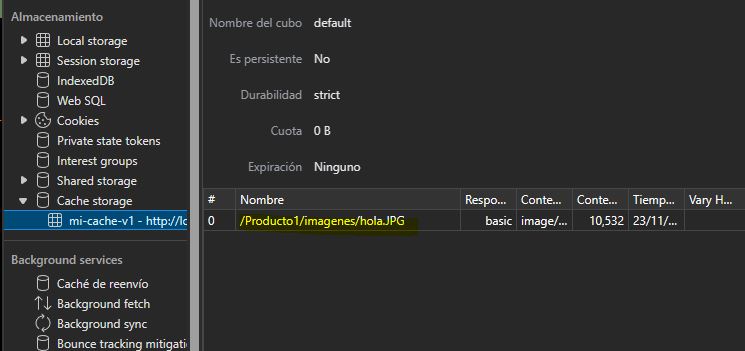 Almacenamiento
Local storage
Session storage
IndexedDB
Web SQL
Cookies
Private state tokens
Interest groups
Shared storage
Cache storage
mi-cache-v1 - http://lo
Background services
Caché de reenvío
Background fetch
Background sync
Bounce tracking mitigatio
Nombre del cubo default
Es persistente No
Durabilidad strict
Cuota 0 B
Expiración Ninguno
# Nombre Respo... Conte... Conte... Tiemp... Vary H...
0 /Producto1/imagenes/hola.JPG basic image/... 10,532 23/11/...